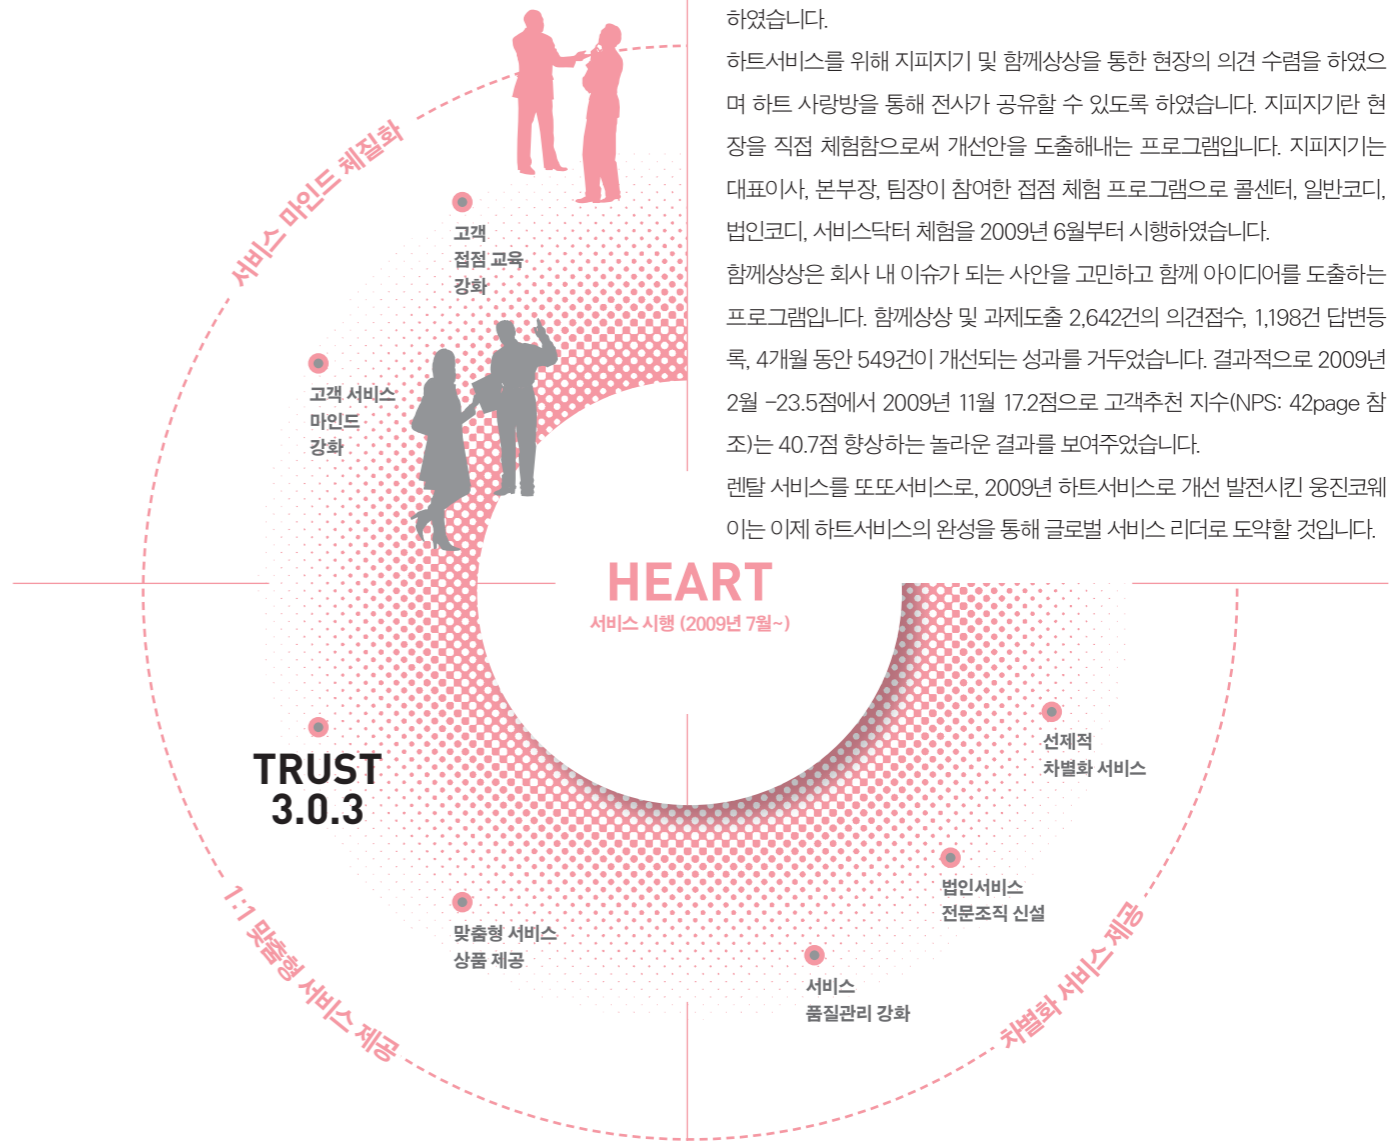 하였습니다.
하트서비스를 위해 지피지기 및 함께상상을 통한 현장의 의견 수렴을 하였으
며 하트 사랑방을 통해 전사가 공유할 수 있도록 하였습니다. 지피지기란 현
장을 직접 체험함으로써 개선안을 도출해내는 프로그램입니다. 지피지기는
대표이사, 본부장, 팀장이 참여한 접점 체험 프로그램으로 콜센터, 일반코디,
법인코디, 서비스닥터 체험을 2009년 6월부터 시행하였습니다.
함께상상은 회사 내 이슈가 되는 사안을 고민하고 함께 아이디어를 도출하는
프로그램입니다. 함께상상 및 과제도출 2,642건의 의견접수, 1,198건 답변등
록, 4개월 동안 549건이 개선되는 성과를 거두었습니다. 결과적으로 2009년
2월 -23.5점에서 2009년 11월 17.2점으로 고객추천 지수(NPS: 42page 참
조)는 40.7점 향상하는 놀라운 결과를 보여주었습니다.
렌탈 서비스를 또또서비스로, 2009년 하트서비스로 개선 발전시킨 웅진코웨
이는 이제 하트서비스의 완성을 통해 글로벌 서비스 리더로 도약할 것입니다.
서비스 마인드 체질화
고객
접점 교육
강화
고객 서비스
마인드
강화
HEART
서비스 시행 (2009년 7월~)
TRUST
3.0.3
맞춤형 서비스
상품 제공
1:1 맞춤형 서비스 제공
선제적
차별화 서비스
법인서비스
전문조직 신설
서비스
품질관리 강화
차별화 서비스 제공